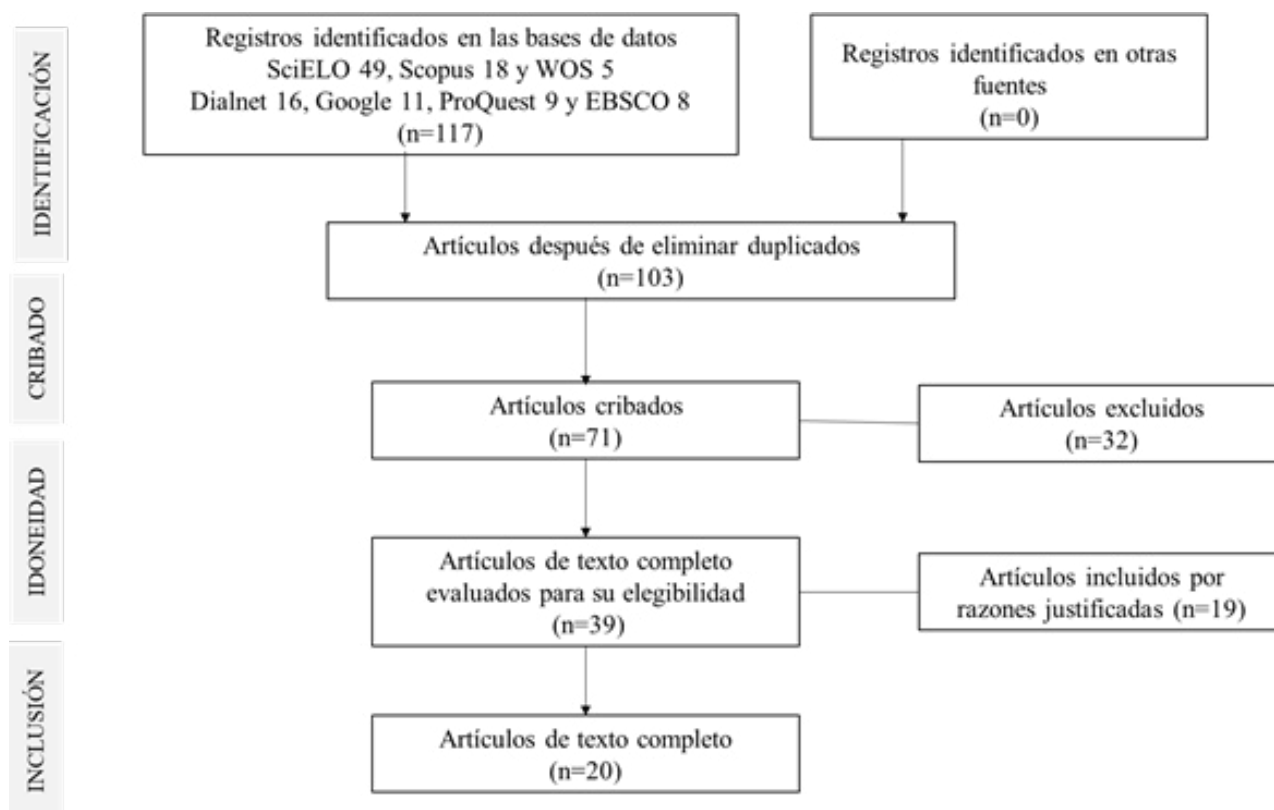 IDENTIFICACIÓN
Registros identificados en las bases de datos
SciELO 49, Scopus 18 y WOS 5
Dialnet 16, Google 11, ProQuest 9 y EBSCO 8
(n=117)
Registros identificados en otras
fuentes
(n=0)
Artículos después de eliminar duplicados
(n=103)
CRIBADO
Artículos cribados
(n=71)
Artículos excluidos
(n=32)
IDONEIDAD
Artículos de texto completo
evaluados para su elegibilidad
(n=39)
Artículos incluidos por
razones justificadas (n=19)
INCLUSIÓN
Artículos de texto completo
(n=20)